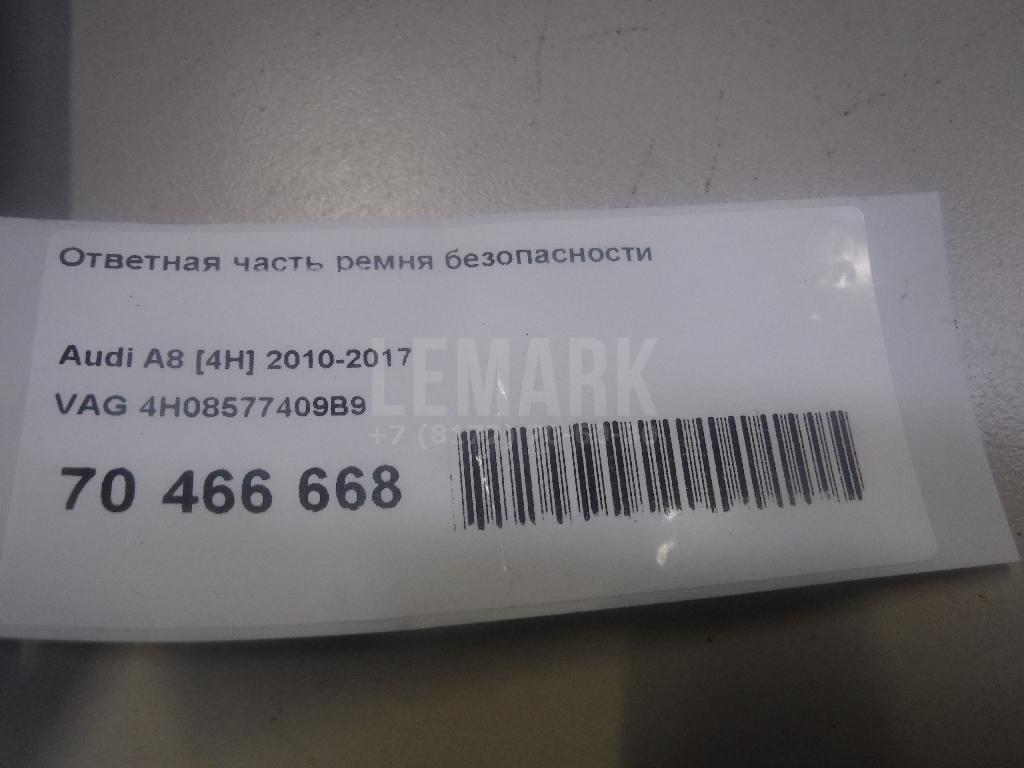 Ответная часть ремня безопасности
Audi A8 [4H] 2010-2017
LEMARK
VAG 4H08577409B9
70 466 668